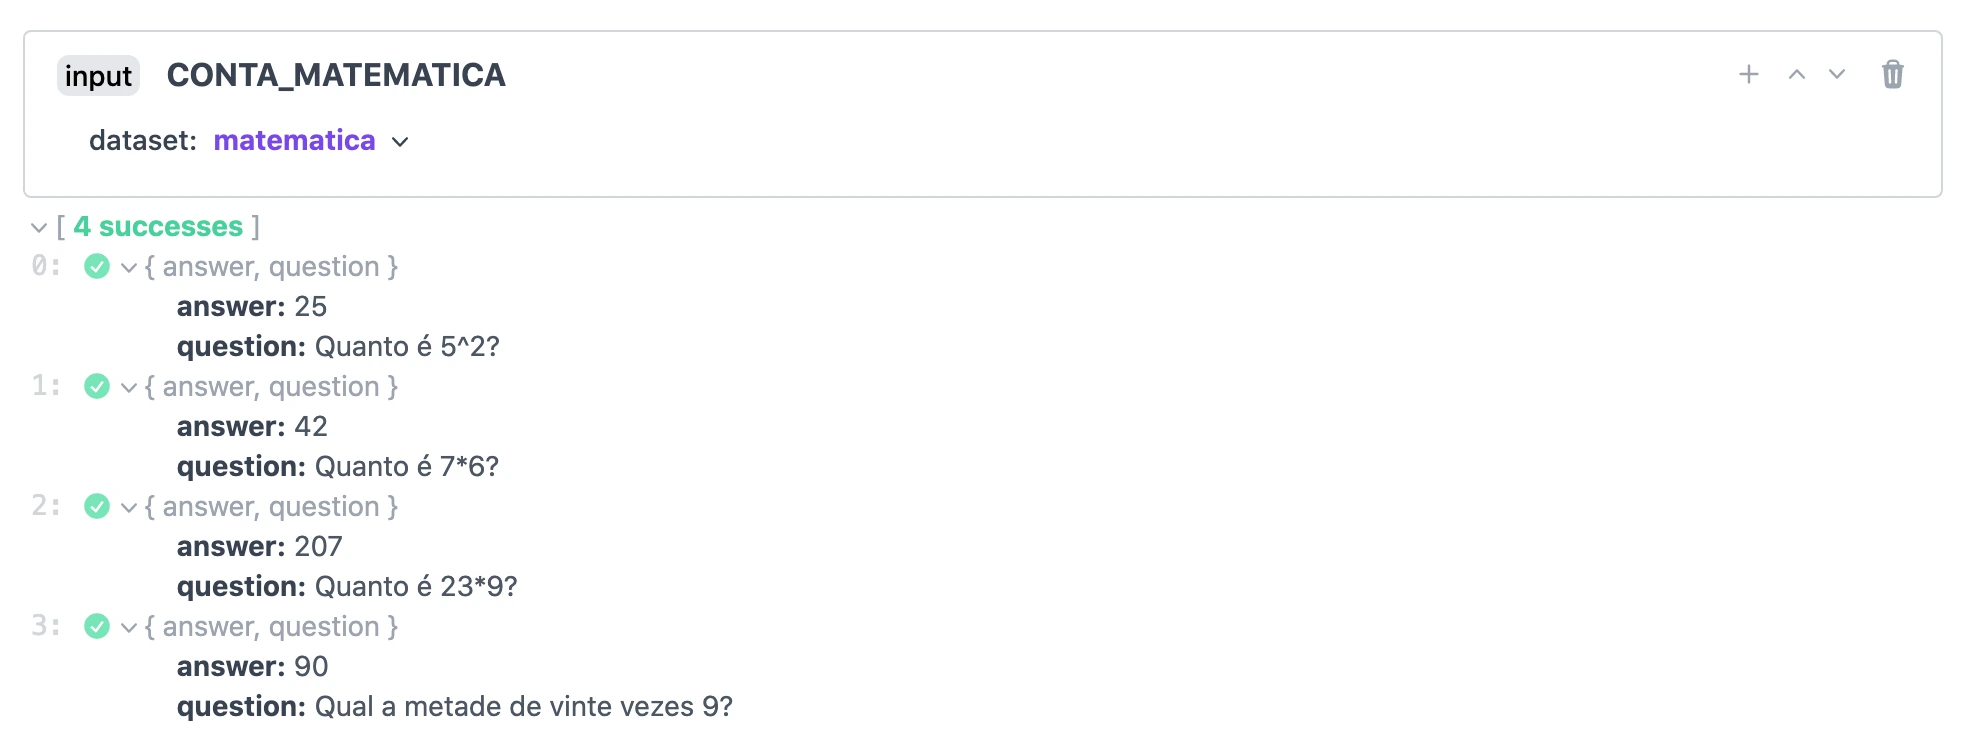 input CONTA_MATEMATICA
dataset: matematica
[ 4 successes ]
0: { answer, question }
answer: 25
question: Quanto é 5^2?
1: { answer, question }
answer: 42
question: Quanto é 7*6?
2: { answer, question }
answer: 207
question: Quanto é 23*9?
3: { answer, question }
answer: 90
question: Qual a metade de vinte vezes 9?